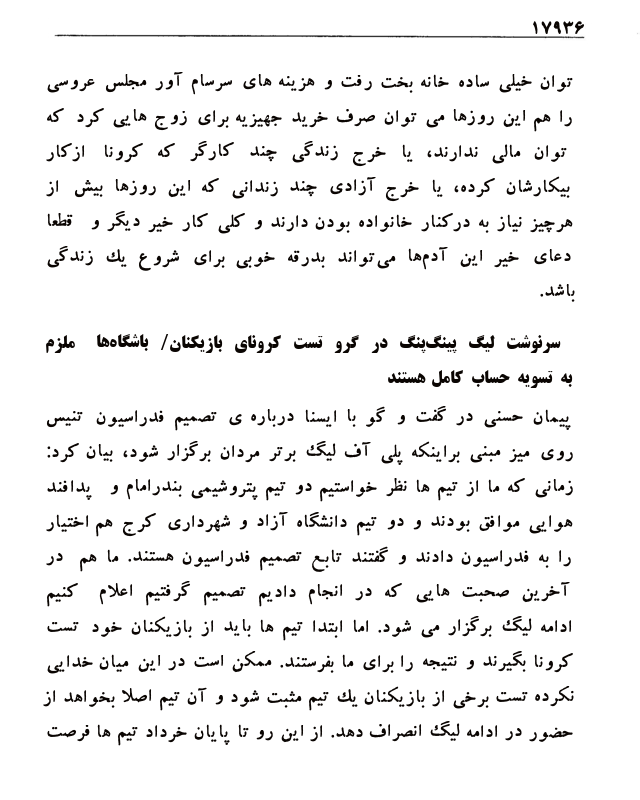 ۱۷۹۳۶
توان خیلی ساده خانه بخت رفت و هزینه های سرسام آور مجلس عروسی
را هم این روزها می توان صرف خرید جهیزیه برای زوج هایی کرد که
توان مالی ندارند، یا خرج زندگی چند کارگر که کرونا ازکار
بیکارشان کرده، یا خرج آزادی چند زندانی که این روزها بیش از
هرچیز نیاز به درکنار خانواده بودن دارند و کلی کار خیر دیگر و قطعا
دعای خیر این آدم‌ها می‌تواند بدرقه خوبی برای شروع یك زندگی
باشد.
سرنوشت لیگ پینگ‌پنگ در گرو تست کرونای بازیکنان/ باشگاه‌ها ملزم
به تسویه حساب کامل هستند
پیمان حسنی در گفت و گو با ایسنا درباره ی تصمیم فدراسیون تنیس
روی میز مبنی براینکه پلی آف لیگ برتر مردان برگزار شود، بیان کرد:
زمانی که ما از تیم ها نظر خواستیم دو تیم پتروشیمی بندرامام و پدافند
هوایی موافق بودند و دو تیم دانشگاه آزاد و شهرداری کرج هم اختیار
را به فدراسیون دادند و گفتند تابع تصمیم فدراسیون هستند. ما هم در
آخرین صحبت هایی که در انجام دادیم تصمیم گرفتیم اعلام کنیم
ادامه لیگ برگزار می شود. اما ابتدا تیم ها باید از بازیکنان خود تست
کرونا بگیرند و نتیجه را برای ما بفرستند. ممکن است در این میان خدایی
نکرده تست برخی از بازیکنان یك تیم مثبت شود و آن تیم اصلا بخواهد از
حضور در ادامه لیگ انصراف دهد. از این رو تا پایان خرداد تیم ها فرصت